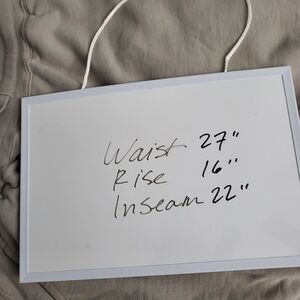 Waist 27"
Rise 16"
Inseam 22"